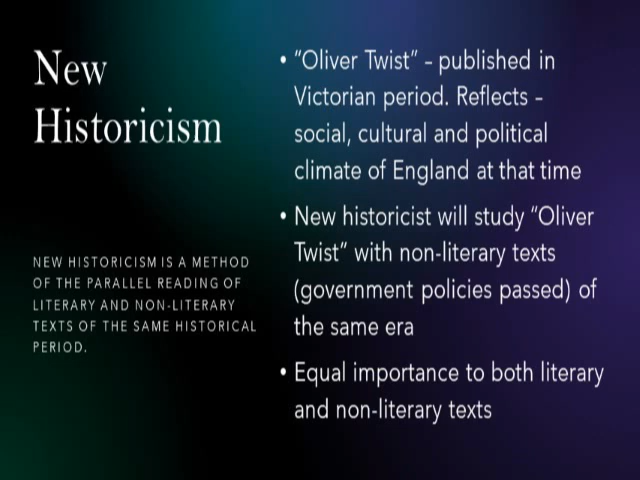 New
Historicism
NEW HISTORICISM IS A METHOD
OF THE PARALLEL READING OF
LITERARY AND NON-LITERARY
TEXTS OF THE SAME HISTORICAL
PERIOD.
• “Oliver Twist” – published in
Victorian period. Reflects –
social, cultural and political
climate of England at that time
• New historicist will study “Oliver
Twist” with non-literary texts
(government policies passed) of
the same era
• Equal importance to both literary
and non-literary texts